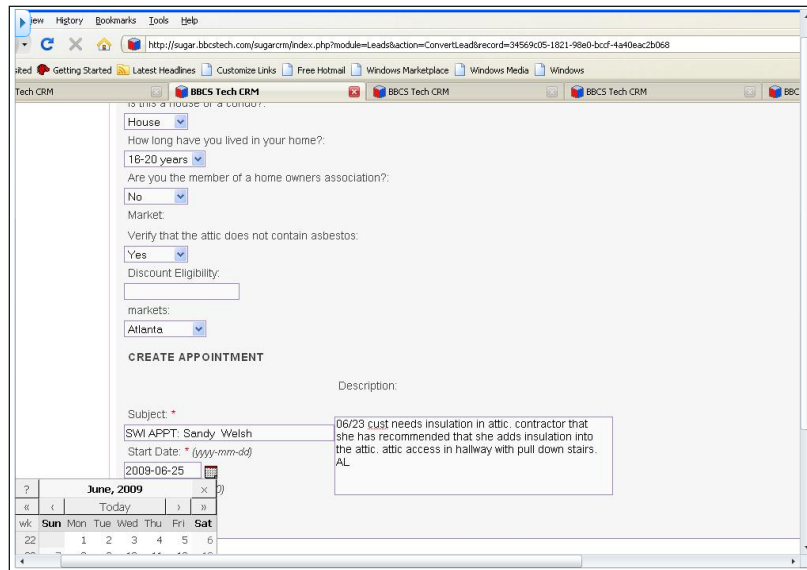 iew History Bookmarks Tools Help
http://sugar.bbcstech.com/sugarcrm/index.php?module=Leads&action=ConvertLead&record=34569c05-1821-98e0-bccf-4a40eac2b068
sited Getting Started Latest Headlines Customize Links Free Hotmail Windows Marketplace Windows Media Windows
Tech CRM BBCS Tech CRM BBCS Tech CRM BBCS Tech CRM BBC
Is this a house or a condo?:
House
How long have you lived in your home?:
16-20 years
Are you the member of a home owners association?:
No
Market:
Verify that the attic does not contain asbestos:
Yes
Discount Eligibility:
markets:
Atlanta
CREATE APPOINTMENT
Description:
Subject: *
SWI APPT: Sandy Welsh
06/23 cust needs insulation in attic. contractor that
she has recommended that she adds insulation into
the attic. attic access in hallway with pull down stairs.
AL
Start Date: * (yyyy-mm-dd)
2009-06-25
? June, 2009 ×
« ‹ Today › »
wk Sun Mon Tue Wed Thu Fri Sat
22 1 2 3 4 5 6